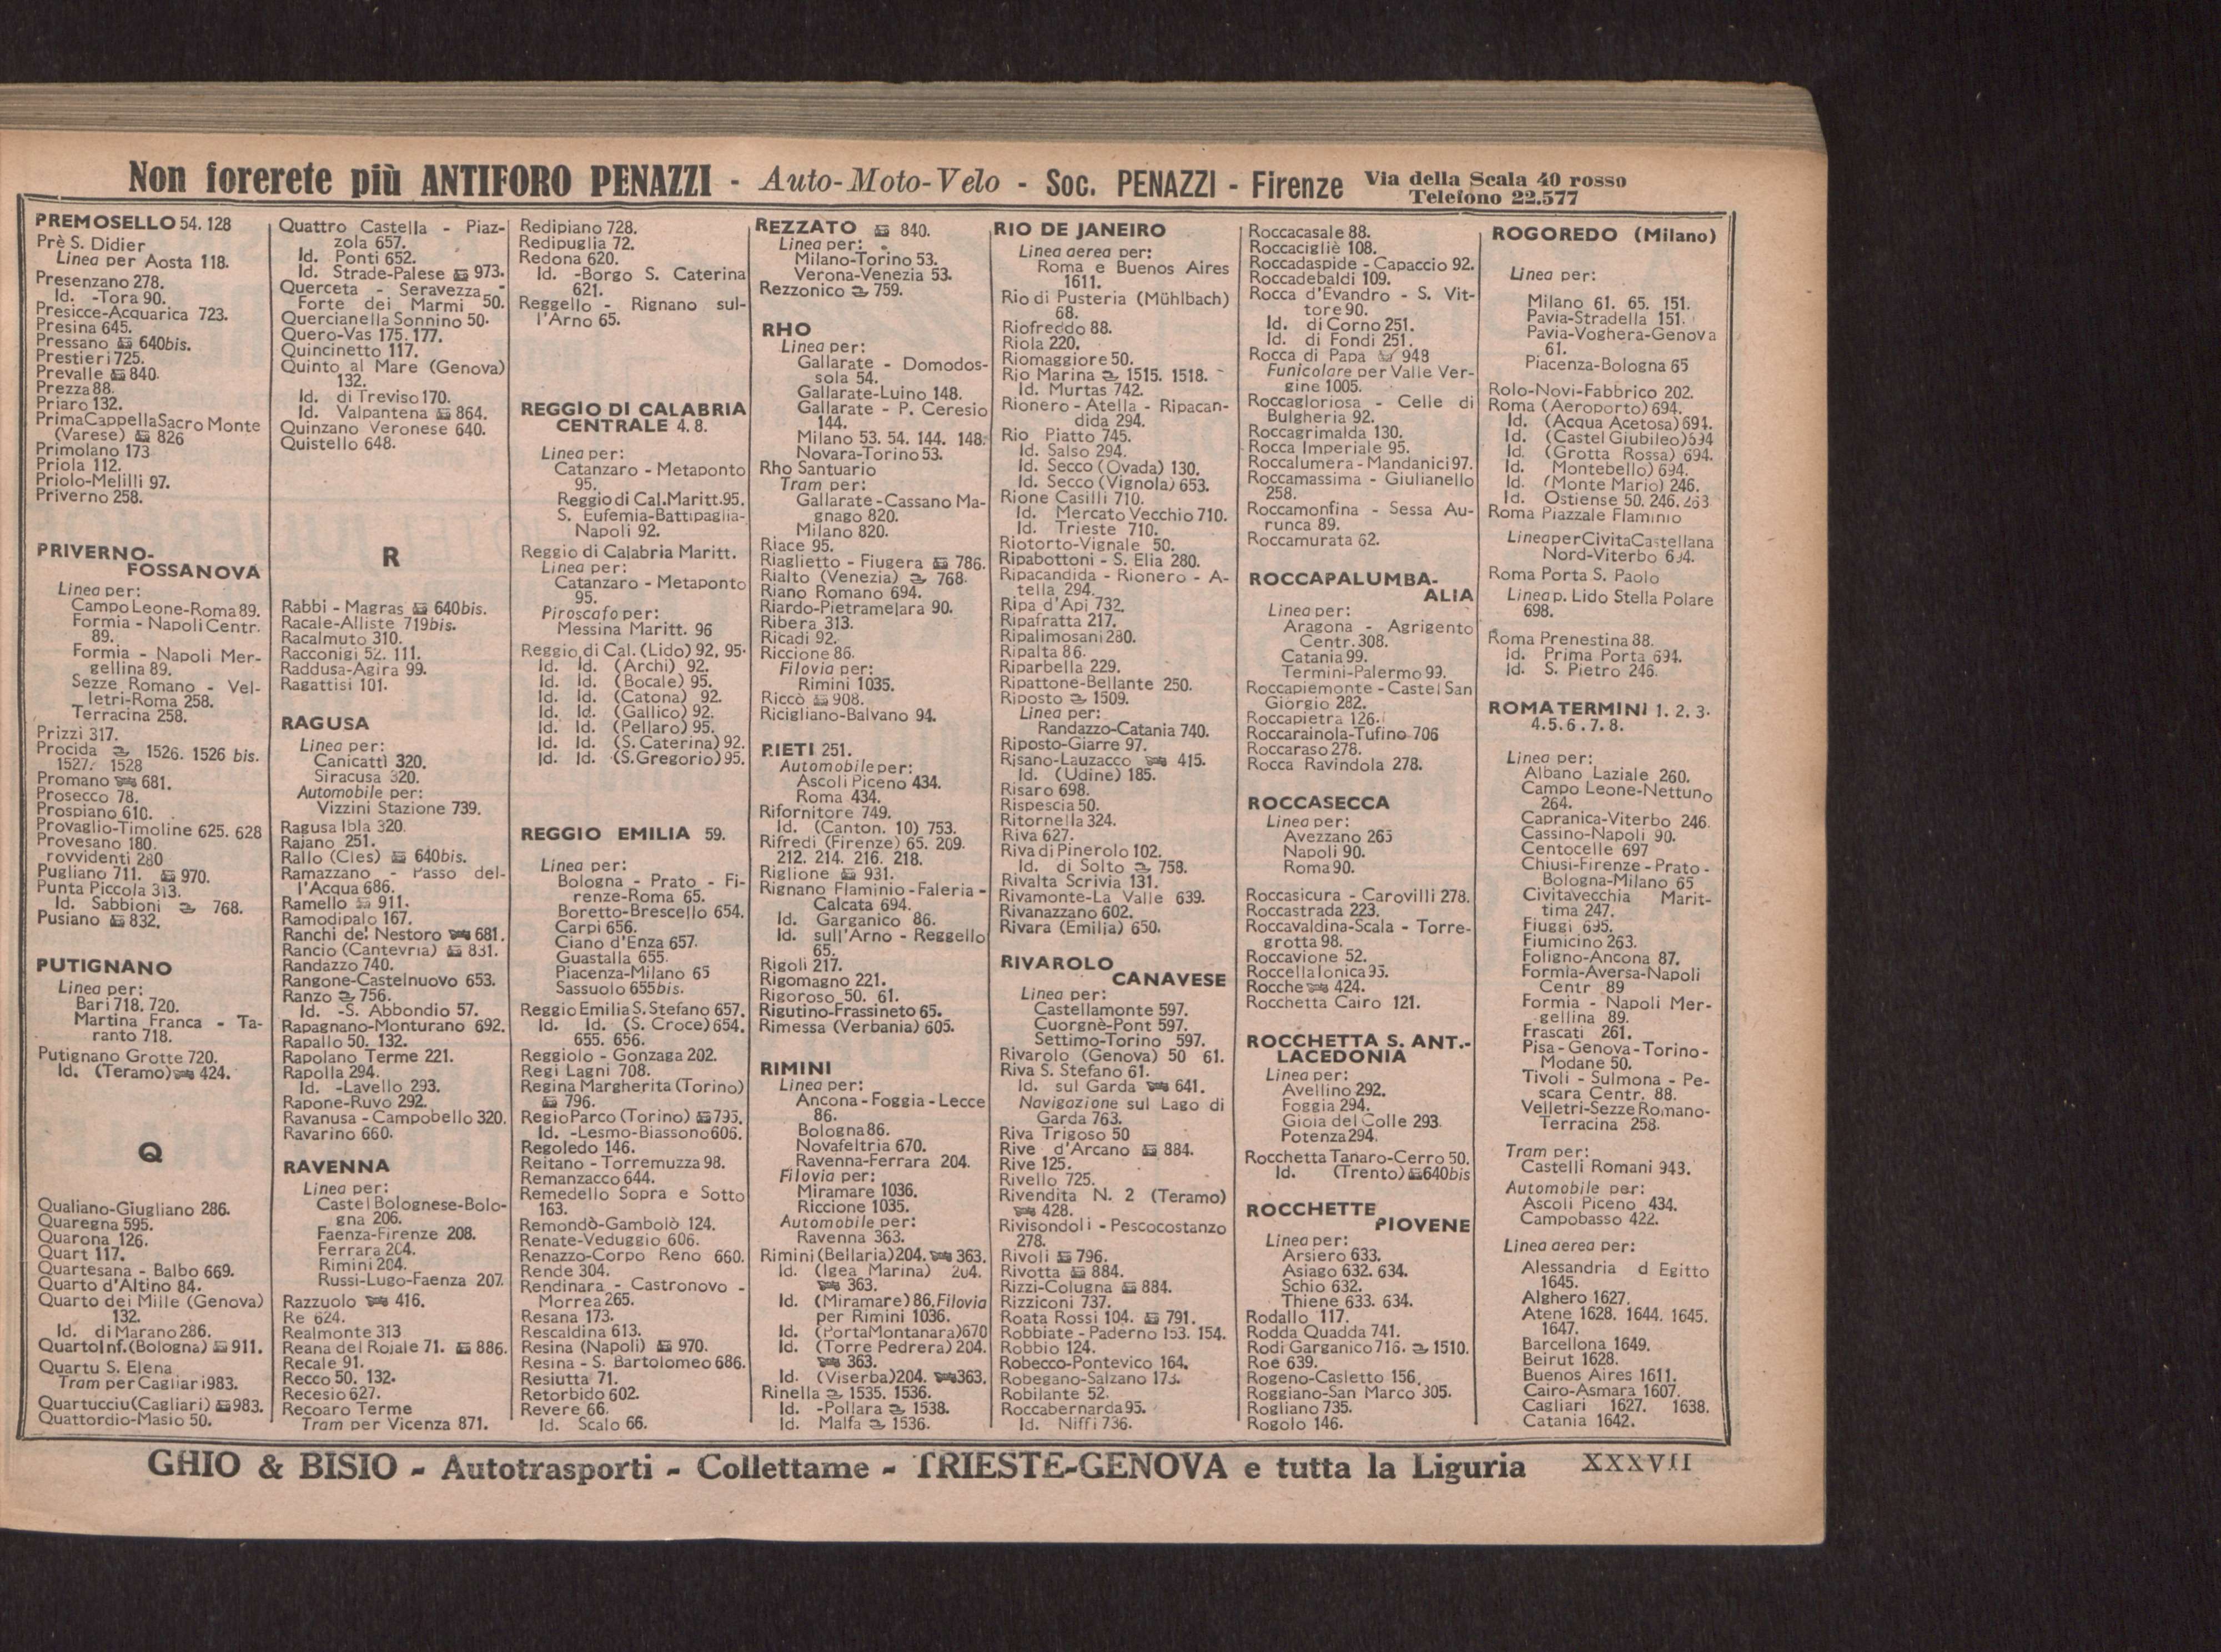 Non forerete più ANTIFORO PENAZZI - Auto-Moto-Velo - Soc. PENAZZI - Firenze Via della Scala 40 rosso
Telefono 22.577
PREMOSELLO 54. 128
Prè S. Didier
Linea per Aosta 118.
Presenzano 278.
Id. -Tora 90.
Presicce-Acquarica 723.
Presina 645.
Pressano 640bis.
Prestieri 725.
Prevalle 840.
Prezza 88.
Priaro 132.
Prima Cappella Sacro Monte
(Varese) 826
Primolano 173
Priola 112.
Priolo-Melilli 97.
Priverno 258.
PRIVERNO-
FOSSANOVA
Linea per:
Campo Leone-Roma 89.
Formia - Napoli Centr.
89.
Formia - Napoli Mer-
gellina 89.
Sezze Romano - Vel-
letri-Roma 258.
Terracina 258.
Prizzi 317.
Procida 1526. 1526 bis.
1527. 1528
Promano 681.
Prosecco 78.
Prospiano 610.
Provaglio-Timoline 625. 628
Provesano 180.
rovvidenti 280
Pugliano 711. 970.
Punta Piccola 313.
Id. Sabbioni 768.
Pusiano 832.
PUTIGNANO
Linea per:
Bari 718, 720.
Martina Franca - Ta-
ranto 718.
Putignano Grotte 720.
Id. (Teramo) 424.
Q
Qualiano-Giugliano 286.
Quaregna 595.
Quarona 126.
Quart 117.
Quartesana - Balbo 669.
Quarto d'Altino 84.
Quarto dei Mille (Genova)
132.
Id. di Marano 286.
Quarto Inf. (Bologna) 911.
Quartu S. Elena
Tram per Cagliari 983.
Quartucciu (Cagliari) 983.
Quattordio-Masio 50.
Quattro Castella - Piaz-
zola 657.
Id. Ponti 652.
Id. Strade-Palese 973.
Querceta - Seravezza -
Forte dei Marmi 50.
Quercianella Sonnino 50.
Quero-Vas 175. 177.
Quincinetto 117.
Quinto al Mare (Genova)
132.
Id. di Treviso 170.
Id. Valpantena 864.
Quinzano Veronese 640.
Quistello 648.
R
Rabbi - Magras 640bis.
Racale-Alliste 719bis.
Racalmuto 310.
Racconigi 52. 111.
Raddusa-Agira 99.
Ragattisi 101.
RAGUSA
Linea per:
Canicattì 320.
Siracusa 320.
Automobile per:
Vizzini Stazione 739.
Ragusa Ibla 320.
Raiano 251.
Rallo (Cles) 640bis.
Ramazzano - Passo del-
l'Acqua 686.
Ramello 911.
Ramodipalo 167.
Ranchi del Nestoro 681.
Rancio (Cantevria) 831.
Randazzo 740.
Rangone-Castelnuovo 653.
Ranzo 756.
Id. -S. Abbondio 57.
Rapagnano-Monturano 692.
Rapallo 50. 132.
Rapolano Terme 221.
Rapolla 294.
Id. -Lavello 293.
Rapone-Ruvo 292.
Ravanusa - Campobello 320.
Ravarino 660.
RAVENNA
Linea per:
Castel Bolognese-Bolo-
gna 206.
Faenza-Firenze 208.
Ferrara 204.
Rimini 204.
Russi-Lugo-Faenza 207.
Razzuolo 416.
Re 624.
Realmonte 313
Reana del Rojale 71. 886.
Recale 91.
Recco 50. 132.
Recesio 627.
Recoaro Terme
Tram per Vicenza 871.
Redipiano 728.
Redipuglia 72.
Redona 620.
Id. -Borgo S. Caterina
621.
Reggello - Rignano sul-
l'Arno 65.
REGGIO DI CALABRIA
CENTRALE 4. 8.
Linea per:
Catanzaro - Metaponto
95.
Reggio di Cal. Maritt. 95.
S. Eufemia-Battipaglia-
Napoli 92.
Reggio di Calabria Maritt.
Linea per:
Catanzaro - Metaponto
95.
Piroscafo per:
Messina Maritt. 96
Reggio di Cal. (Lido) 92, 95.
Id. Id. (Archi) 92.
Id. Id. (Bocale) 95.
Id. Id. (Catona) 92.
Id. Id. (Gallico) 92.
Id. Id. (Pellaro) 95.
Id. Id. (S. Caterina) 92.
Id. Id. (S. Gregorio) 95.
REGGIO EMILIA 59.
Linea per:
Bologna - Prato - Fi-
renze-Roma 65.
Boretto-Brescello 654.
Carpi 656.
Ciano d'Enza 657.
Guastalla 655.
Piacenza-Milano 65
Sassuolo 655bis.
Reggio Emilia S. Stefano 657.
Id. Id. (S. Croce) 654.
655. 656.
Reggiolo - Gonzaga 202.
Regi Lagni 708.
Regina Margherita (Torino)
796.
Regio Parco (Torino) 795.
Id. -Lesmo-Biassono 606.
Regoledo 146.
Reitano - Torremuzza 98.
Remanzacco 644.
Remedello Sopra e Sotto
163.
Remondò-Gambolò 124.
Renate-Veduggio 606.
Renazzo-Corpo Reno 660.
Rende 304.
Rendinara - Castronovo -
Morrea 265.
Resana 173.
Rescaldina 613.
Resina (Napoli) 970.
Resina - S. Bartolomeo 686.
Resiutta 71.
Retorbido 602.
Revere 66.
Id. Scalo 66.
REZZATO 840.
Linea per:
Milano-Torino 53.
Verona-Venezia 53.
Rezzonico 759.
RHO
Linea per:
Gallarate - Domodos-
sola 54.
Gallarate-Luino 148.
Gallarate - P. Ceresio
144.
Milano 53. 54. 144. 148.
Novara-Torino 53.
Rho Santuario
Tram per:
Gallarate-Cassano Ma-
gnago 820.
Milano 820.
Riace 95.
Riaglietto - Fiugera 786.
Rialto (Venezia) 768.
Riano Romano 694.
Riardo-Pietramelara 90.
Ribera 313.
Ricadi 92.
Riccione 86.
Filovia per:
Rimini 1035.
Riccò 908.
Ricigliano-Balvano 94.
RIETI 251.
Automobile per:
Ascoli Piceno 434.
Roma 434.
Rifornitore 749.
Id. (Canton. 10) 753.
Rifredi (Firenze) 65. 209.
212. 214. 216. 218.
Riglione 931.
Rignano Flaminio-Faleria -
Calcata 694.
Id. Garganico 86.
Id. sull'Arno - Reggello
65.
Rigoli 217.
Rigomagno 221.
Rigoroso 50. 61.
Rigutino-Frassineto 65.
Rimessa (Verbania) 605.
RIMINI
Linea per:
Ancona-Foggia-Lecce
86.
Bologna 86.
Novafeltria 670.
Ravenna-Ferrara 204.
Filovia per:
Miramare 1036.
Riccione 1035.
Automobile per:
Ravenna 363.
Rimini (Bellaria) 204. 363.
Id. (Igea Marina) 204.
363.
Id. (Miramare) 86. Filovia
per Rimini 1036.
Id. (Porta Montanara) 670
Id. (Torre Pedrera) 204.
363.
Id. (Viserba) 204. 363.
Rinella 1535. 1536.
Id. -Pollara 1538.
Id. Malfa 1536.
RIO DE JANEIRO
Linea aerea per:
Roma e Buenos Aires
1611.
Rio di Pusteria (Mühlbach)
68.
Riofreddo 88.
Riola 220.
Riomaggiore 50.
Rio Marina 1515. 1518.
Id. Murtas 742.
Rionero - Atella - Ripacan-
dida 294.
Rio Piatto 745.
Id. Salso 294.
Id. Secco (Ovada) 130.
Id. Secco (Vignola) 653.
Rione Casilli 710.
Id. Mercato Vecchio 710.
Id. Trieste 710.
Riotorto-Vignale 50.
Ripabottoni - S. Elia 280.
Ripacandida - Rionero - A-
tella 294.
Ripa d'Api 732.
Ripafratta 217.
Ripalimosani 280.
Ripalta 86.
Riparbella 229.
Ripattone-Bellante 250.
Riposto 1509.
Linea per:
Randazzo-Catania 740.
Riposto-Giarre 97.
Risano-Lauzacco 415.
Id. (Udine) 185.
Risaro 698.
Rispescia 50.
Ritornella 324.
Riva 627.
Riva di Pinerolo 102.
Id. di Solto 758.
Rivalta Scrivia 131.
Rivamonte-La Valle 639.
Rivanazzano 602.
Rivara (Emilia) 650.
RIVAROLO
CANAVESE
Linea per:
Castellamonte 597.
Cuorgnè-Pont 597.
Settimo-Torino 597.
Rivarolo (Genova) 50 61.
Riva S. Stefano 61.
Id. sul Garda 641.
Navigazione sul Lago di
Garda 763.
Riva Trigoso 50
Rive d'Arcano 884.
Rive 125.
Rivello 725.
Rivendita N. 2 (Teramo)
428.
Rivisondoli - Pescocostanzo
278.
Rivoli 796.
Rivotta 884.
Rizzi-Colugna 884.
Rizziconi 737.
Roata Rossi 104. 791.
Robbiate - Paderno 153. 154.
Robbio 124.
Robecco-Pontevico 164.
Robegano-Salzano 173.
Robilante 52.
Roccabernarda 95.
Id. Niffi 736.
Roccacasale 88.
Roccacigliè 108.
Roccadaspide - Capaccio 92.
Roccadebaldi 109.
Rocca d'Evandro - S. Vit-
tore 90.
Id. di Corno 251.
Id. di Fondi 251.
Rocca di Papa 948
Funicolare per Valle Ver-
gine 1005.
Roccagloriosa - Celle di
Bulgheria 92.
Roccagrimalda 130.
Rocca Imperiale 95.
Roccalumera - Mandanici 97.
Roccamassima - Giulianello
258.
Roccamonfina - Sessa Au-
runca 89.
Roccamurata 62.
ROCCAPALUMBA-
ALIA
Linea per:
Aragona - Agrigento
Centr. 308.
Catania 99.
Termini-Palermo 99.
Roccapiemonte - Castel San
Giorgio 282.
Roccapietra 126.
Roccarainola-Tufino 706
Roccaraso 278.
Rocca Ravindola 278.
ROCCASECCA
Linea per:
Avezzano 265
Napoli 90.
Roma 90.
Roccasicura - Carovilli 278.
Roccastrada 223.
Roccavaldina-Scala - Torre-
grotta 98.
Roccavione 52.
Roccella Ionica 95.
Rocche 424.
Rocchetta Cairo 121.
ROCCHETTA S. ANT.-
LACEDONIA
Linea per:
Avellino 292.
Foggia 294.
Gioia del Colle 293.
Potenza 294.
Rocchetta Tanaro-Cerro 50.
Id. (Trento) 640bis
ROCCHETTE
PIOVENE
Linea per:
Arsiero 633.
Asiago 632. 634.
Schio 632.
Thiene 633. 634.
Rodallo 117.
Rodda Quadda 741.
Rodi Garganico 716. 1510.
Roè 639.
Rogeno-Casletto 156.
Roggiano-San Marco 305.
Rogliano 735.
Rogolo 146.
ROGOREDO (Milano)
Linea per:
Milano 61. 65. 151.
Pavia-Stradella 151.
Pavia-Voghera-Genova
61.
Piacenza-Bologna 65
Rolo-Novi-Fabbrico 202.
Roma (Aeroporto) 694.
Id. (Acqua Acetosa) 694.
Id. (Castel Giubileo) 694
Id. (Grotta Rossa) 694.
Id. Montebello) 694.
Id. (Monte Mario) 246.
Id. Ostiense 50. 246. 263
Roma Piazzale Flaminio
Linea per Civita Castellana
Nord-Viterbo 694.
Roma Porta S. Paolo
Linea p. Lido Stella Polare
698.
Roma Prenestina 88.
Id. Prima Porta 694.
Id. S. Pietro 246.
ROMA TERMINI 1. 2. 3.
4. 5. 6. 7. 8.
Linea per:
Albano Laziale 260.
Campo Leone-Nettuno
264.
Capranica-Viterbo 246.
Cassino-Napoli 90.
Centocelle 697
Chiusi-Firenze - Prato -
Bologna-Milano 65
Civitavecchia Marit-
tima 247.
Fiuggi 695.
Fiumicino 263.
Foligno-Ancona 87.
Formia-Aversa-Napoli
Centr 89
Formia - Napoli Mer-
gellina 89.
Frascati 261.
Pisa-Genova-Torino-
Modane 50.
Tivoli - Sulmona - Pe-
scara Centr. 88.
Velletri-Sezze Romano-
Terracina 258.
Tram per:
Castelli Romani 943.
Automobile per:
Ascoli Piceno 434.
Campobasso 422.
Linea aerea per:
Alessandria d Egitto
1645.
Alghero 1627.
Atene 1628. 1644. 1645.
1647.
Barcellona 1649.
Beirut 1628.
Buenos Aires 1611.
Cairo-Asmara 1607.
Cagliari 1627. 1638.
Catania 1642.
GHIO & BISIO - Autotrasporti - Collettame - TRIESTE-GENOVA e tutta la Liguria XXXVII